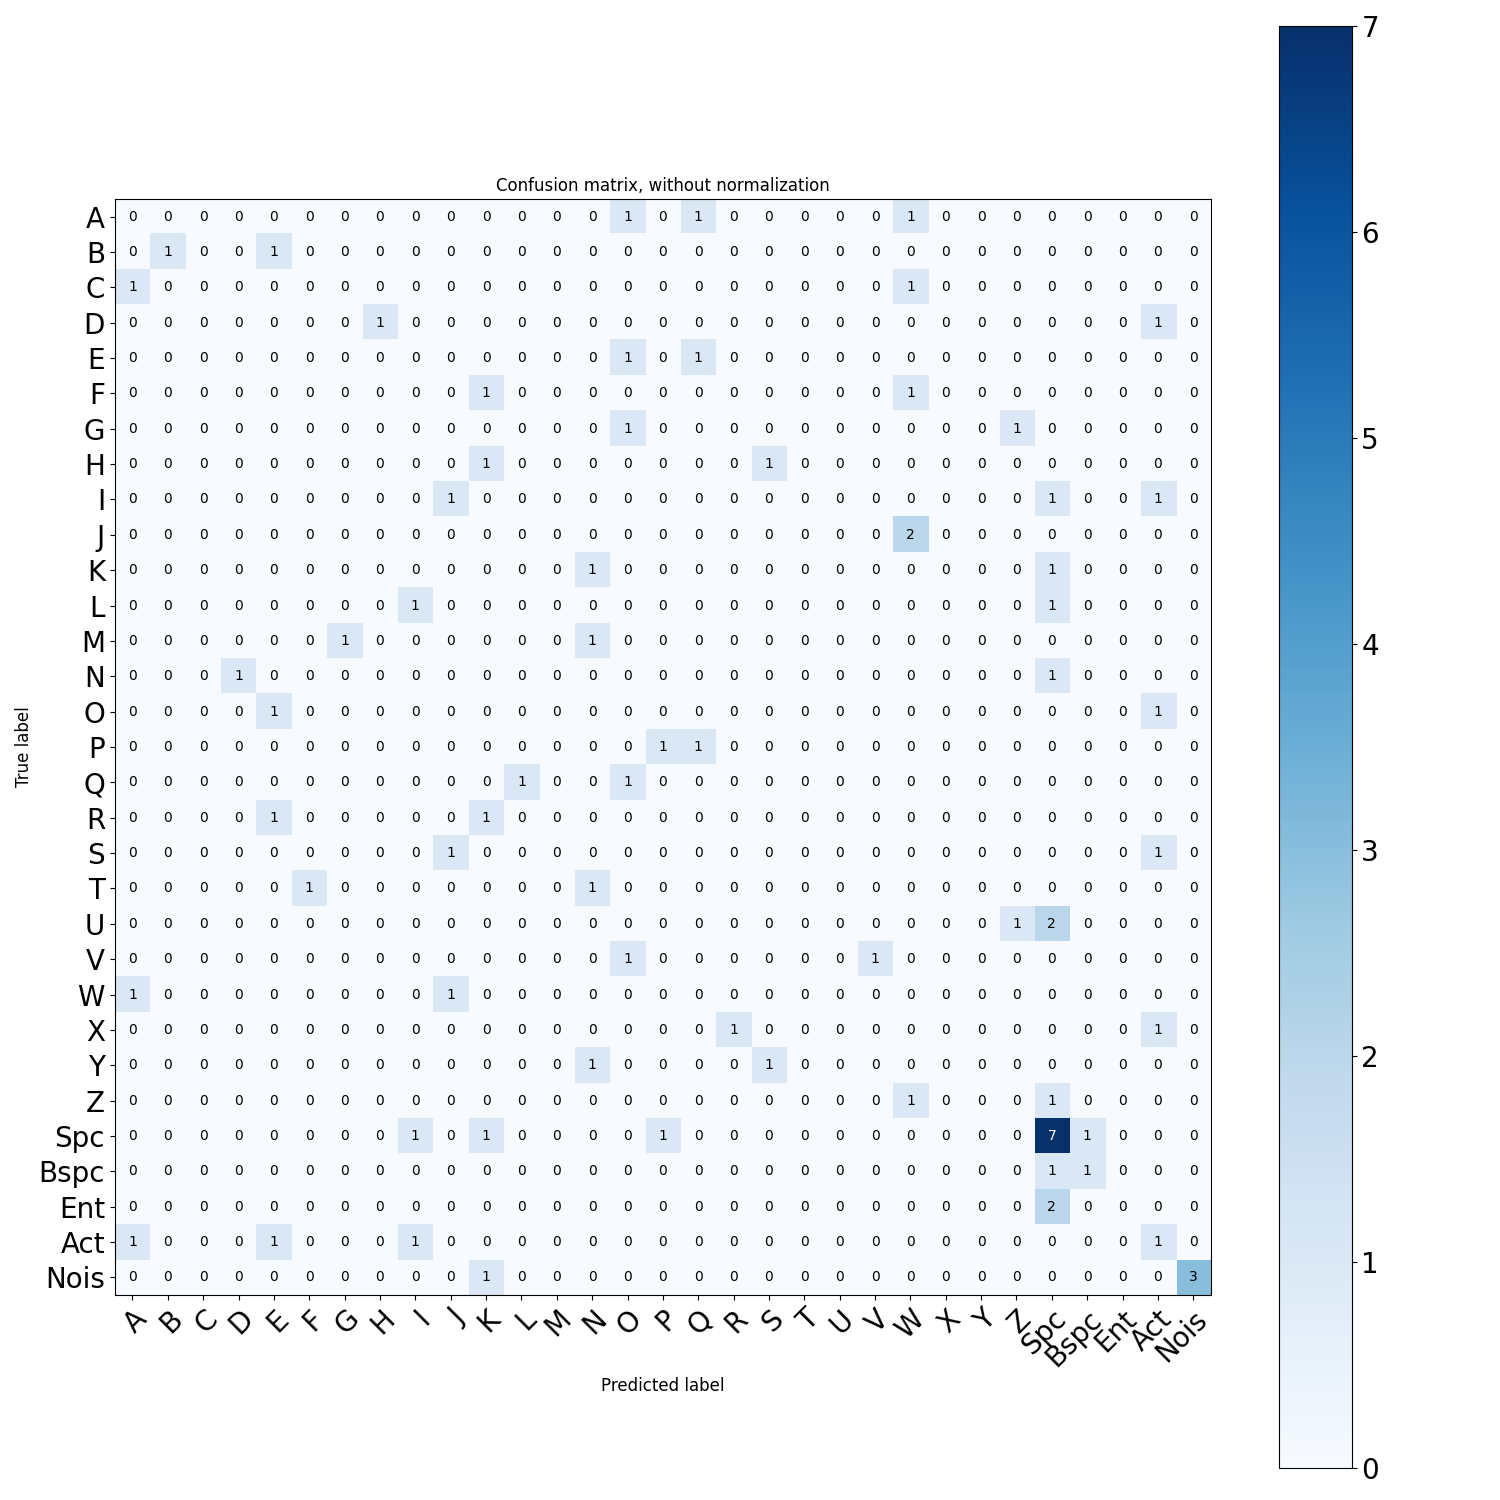 Confusion matrix, without normalization
A 0 0 0 0 0 0 0 0 0 0 0 0 0 0 1 0 1 0 0 0 0 0 1 0 0 0 0 0 0 0 0
B 0 1 0 0 1 0 0 0 0 0 0 0 0 0 0 0 0 0 0 0 0 0 0 0 0 0 0 0 0 0 0
C 1 0 0 0 0 0 0 0 0 0 0 0 0 0 0 0 0 0 0 0 0 0 1 0 0 0 0 0 0 0 0
D 0 0 0 0 0 0 0 1 0 0 0 0 0 0 0 0 0 0 0 0 0 0 0 0 0 0 0 0 0 1 0
E 0 0 0 0 0 0 0 0 0 0 0 0 0 0 1 0 1 0 0 0 0 0 0 0 0 0 0 0 0 0 0
F 0 0 0 0 0 0 0 0 0 0 1 0 0 0 0 0 0 0 0 0 0 0 1 0 0 0 0 0 0 0 0
G 0 0 0 0 0 0 0 0 0 0 0 0 0 0 1 0 0 0 0 0 0 0 0 0 0 1 0 0 0 0 0
H 0 0 0 0 0 0 0 0 0 0 1 0 0 0 0 0 0 0 1 0 0 0 0 0 0 0 0 0 0 0 0
I 0 0 0 0 0 0 0 0 0 1 0 0 0 0 0 0 0 0 0 0 0 0 0 0 0 0 1 0 0 1 0
J 0 0 0 0 0 0 0 0 0 0 0 0 0 0 0 0 0 0 0 0 0 0 2 0 0 0 0 0 0 0 0
K 0 0 0 0 0 0 0 0 0 0 0 0 0 1 0 0 0 0 0 0 0 0 0 0 0 0 1 0 0 0 0
L 0 0 0 0 0 0 0 0 1 0 0 0 0 0 0 0 0 0 0 0 0 0 0 0 0 0 1 0 0 0 0
M 0 0 0 0 0 0 1 0 0 0 0 0 0 1 0 0 0 0 0 0 0 0 0 0 0 0 0 0 0 0 0
N 0 0 0 1 0 0 0 0 0 0 0 0 0 0 0 0 0 0 0 0 0 0 0 0 0 0 1 0 0 0 0
O 0 0 0 0 1 0 0 0 0 0 0 0 0 0 0 0 0 0 0 0 0 0 0 0 0 0 0 0 0 1 0
P 0 0 0 0 0 0 0 0 0 0 0 0 0 0 0 1 1 0 0 0 0 0 0 0 0 0 0 0 0 0 0
Q 0 0 0 0 0 0 0 0 0 0 0 1 0 0 1 0 0 0 0 0 0 0 0 0 0 0 0 0 0 0 0
R 0 0 0 0 1 0 0 0 0 0 1 0 0 0 0 0 0 0 0 0 0 0 0 0 0 0 0 0 0 0 0
S 0 0 0 0 0 0 0 0 0 1 0 0 0 0 0 0 0 0 0 0 0 0 0 0 0 0 0 0 0 1 0
T 0 0 0 0 0 1 0 0 0 0 0 0 0 1 0 0 0 0 0 0 0 0 0 0 0 0 0 0 0 0 0
U 0 0 0 0 0 0 0 0 0 0 0 0 0 0 0 0 0 0 0 0 0 0 0 0 0 1 2 0 0 0 0
V 0 0 0 0 0 0 0 0 0 0 0 0 0 0 1 0 0 0 0 0 0 1 0 0 0 0 0 0 0 0 0
W 1 0 0 0 0 0 0 0 0 1 0 0 0 0 0 0 0 0 0 0 0 0 0 0 0 0 0 0 0 0 0
X 0 0 0 0 0 0 0 0 0 0 0 0 0 0 0 0 0 1 0 0 0 0 0 0 0 0 0 0 0 1 0
Y 0 0 0 0 0 0 0 0 0 0 0 0 0 1 0 0 0 0 1 0 0 0 0 0 0 0 0 0 0 0 0
Z 0 0 0 0 0 0 0 0 0 0 0 0 0 0 0 0 0 0 0 0 0 0 1 0 0 0 1 0 0 0 0
Spc 0 0 0 0 0 0 0 0 1 0 1 0 0 0 0 1 0 0 0 0 0 0 0 0 0 0 7 1 0 0 0
Bspc 0 0 0 0 0 0 0 0 0 0 0 0 0 0 0 0 0 0 0 0 0 0 0 0 0 0 1 1 0 0 0
Ent 0 0 0 0 0 0 0 0 0 0 0 0 0 0 0 0 0 0 0 0 0 0 0 0 0 0 2 0 0 0 0
Act 1 0 0 0 1 0 0 0 1 0 0 0 0 0 0 0 0 0 0 0 0 0 0 0 0 0 0 0 0 1 0
Nois 0 0 0 0 0 0 0 0 0 0 1 0 0 0 0 0 0 0 0 0 0 0 0 0 0 0 0 0 0 0 3
A B C D E F G H I J K L M N O P Q R S T U V W X Y Z Spc Bspc Ent Act Nois
Predicted label
True label
7
6
5
4
3
2
1
0